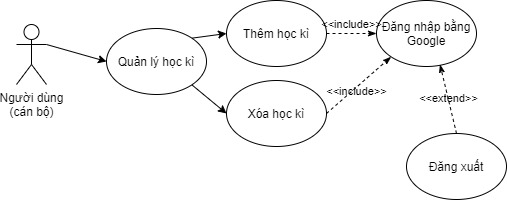 Người dùng
(cán bộ)
Quản lý học kì
Thêm học kì
<<include>>
Đăng nhập bằng
Google
Xóa học kì
<<include>>
<<extend>>
Đăng xuất